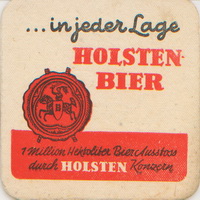 ...in jeder Lage
HOLSTEN-
BIER
1 Million Hektoliter Bier Ausstoss
durch HOLSTEN Konzern